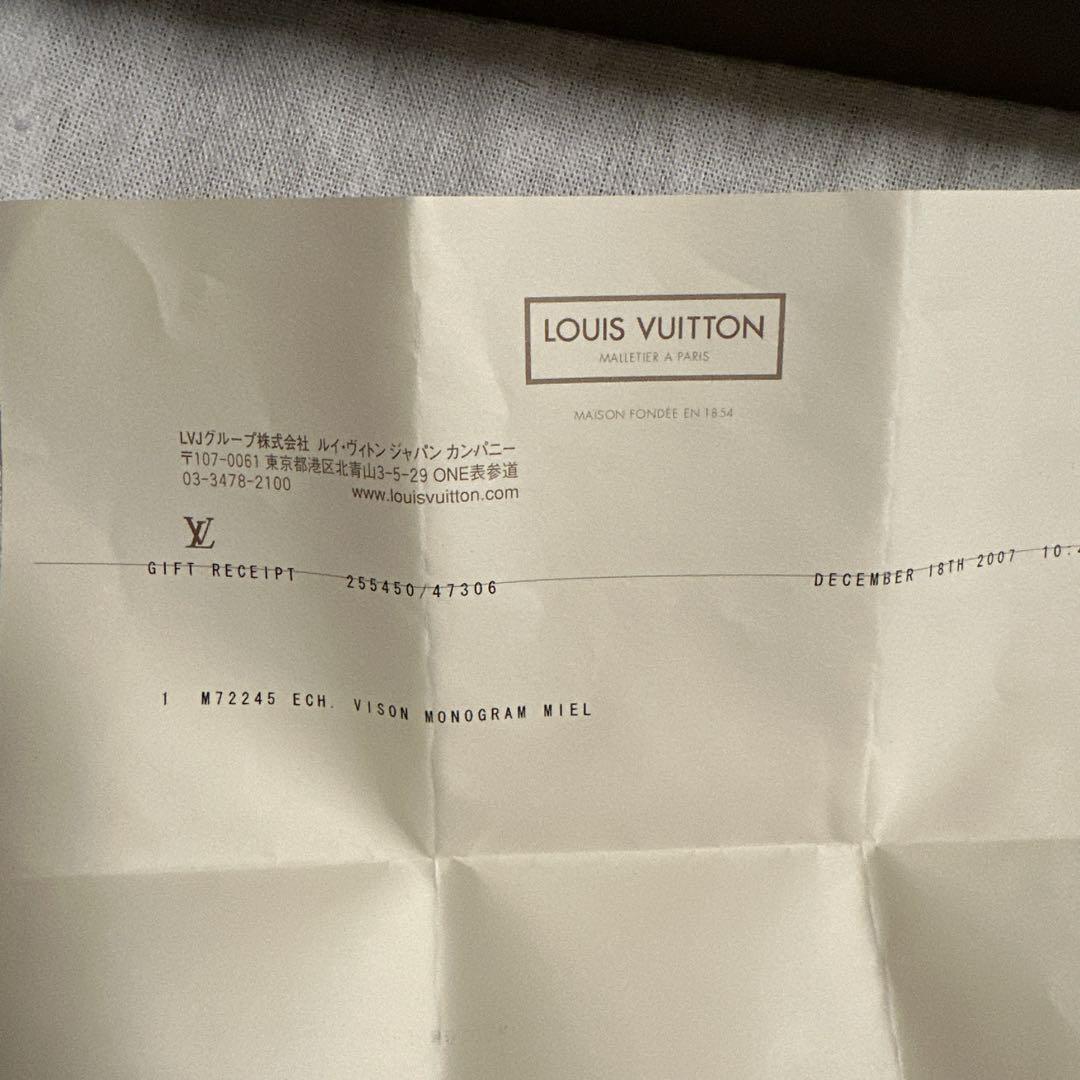 LOUIS VUITTON
MALLETIER A PARIS
MAISON FONDÉE EN 1854
LVJグループ株式会社 ルイ・ヴィトン ジャパン カンパニー
〒107-0061 東京都港区北青山3-5-29 ONE表参道
03-3478-2100 www.louisvuitton.com
LV
GIFT RECEIPT 255450/47306 DECEMBER 18TH 2007
1 M72245 ECH. VISON MONOGRAM MIEL